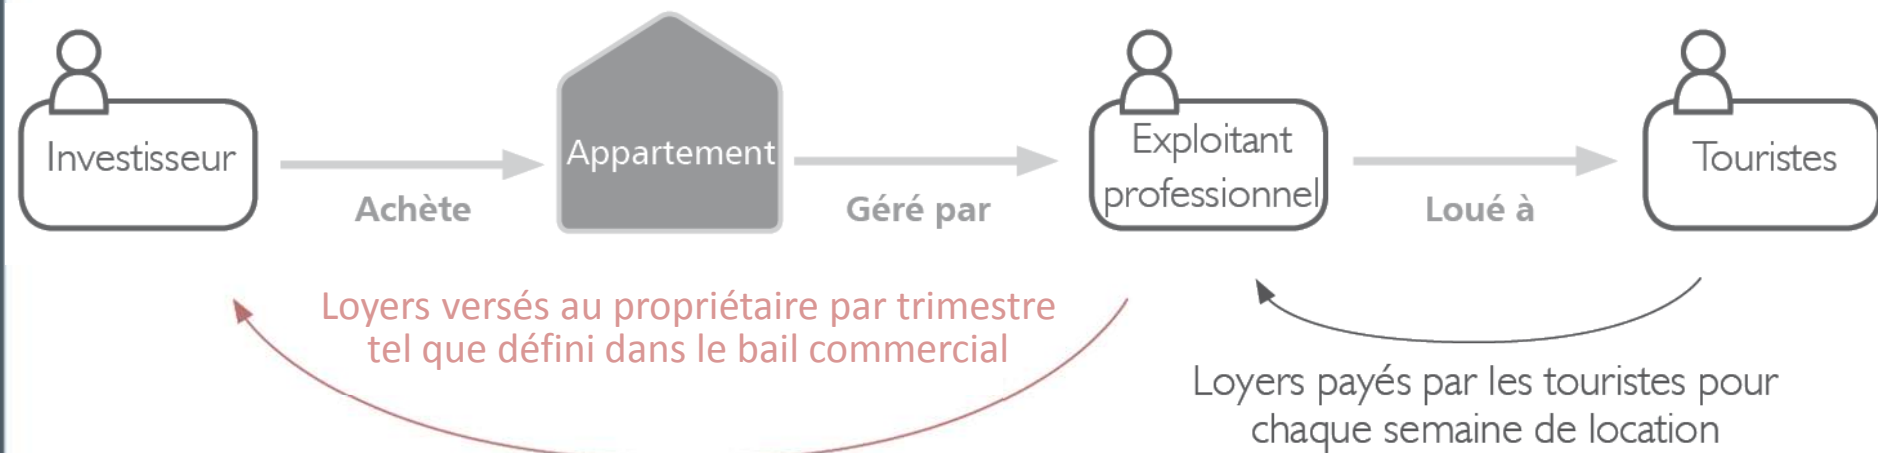 Investisseur
Achète
Appartement
Géré par
Exploitant
professionnel
Loué à
Touristes
Loyers versés au propriétaire par trimestre
tel que défini dans le bail commercial
Loyers payés par les touristes pour
chaque semaine de location